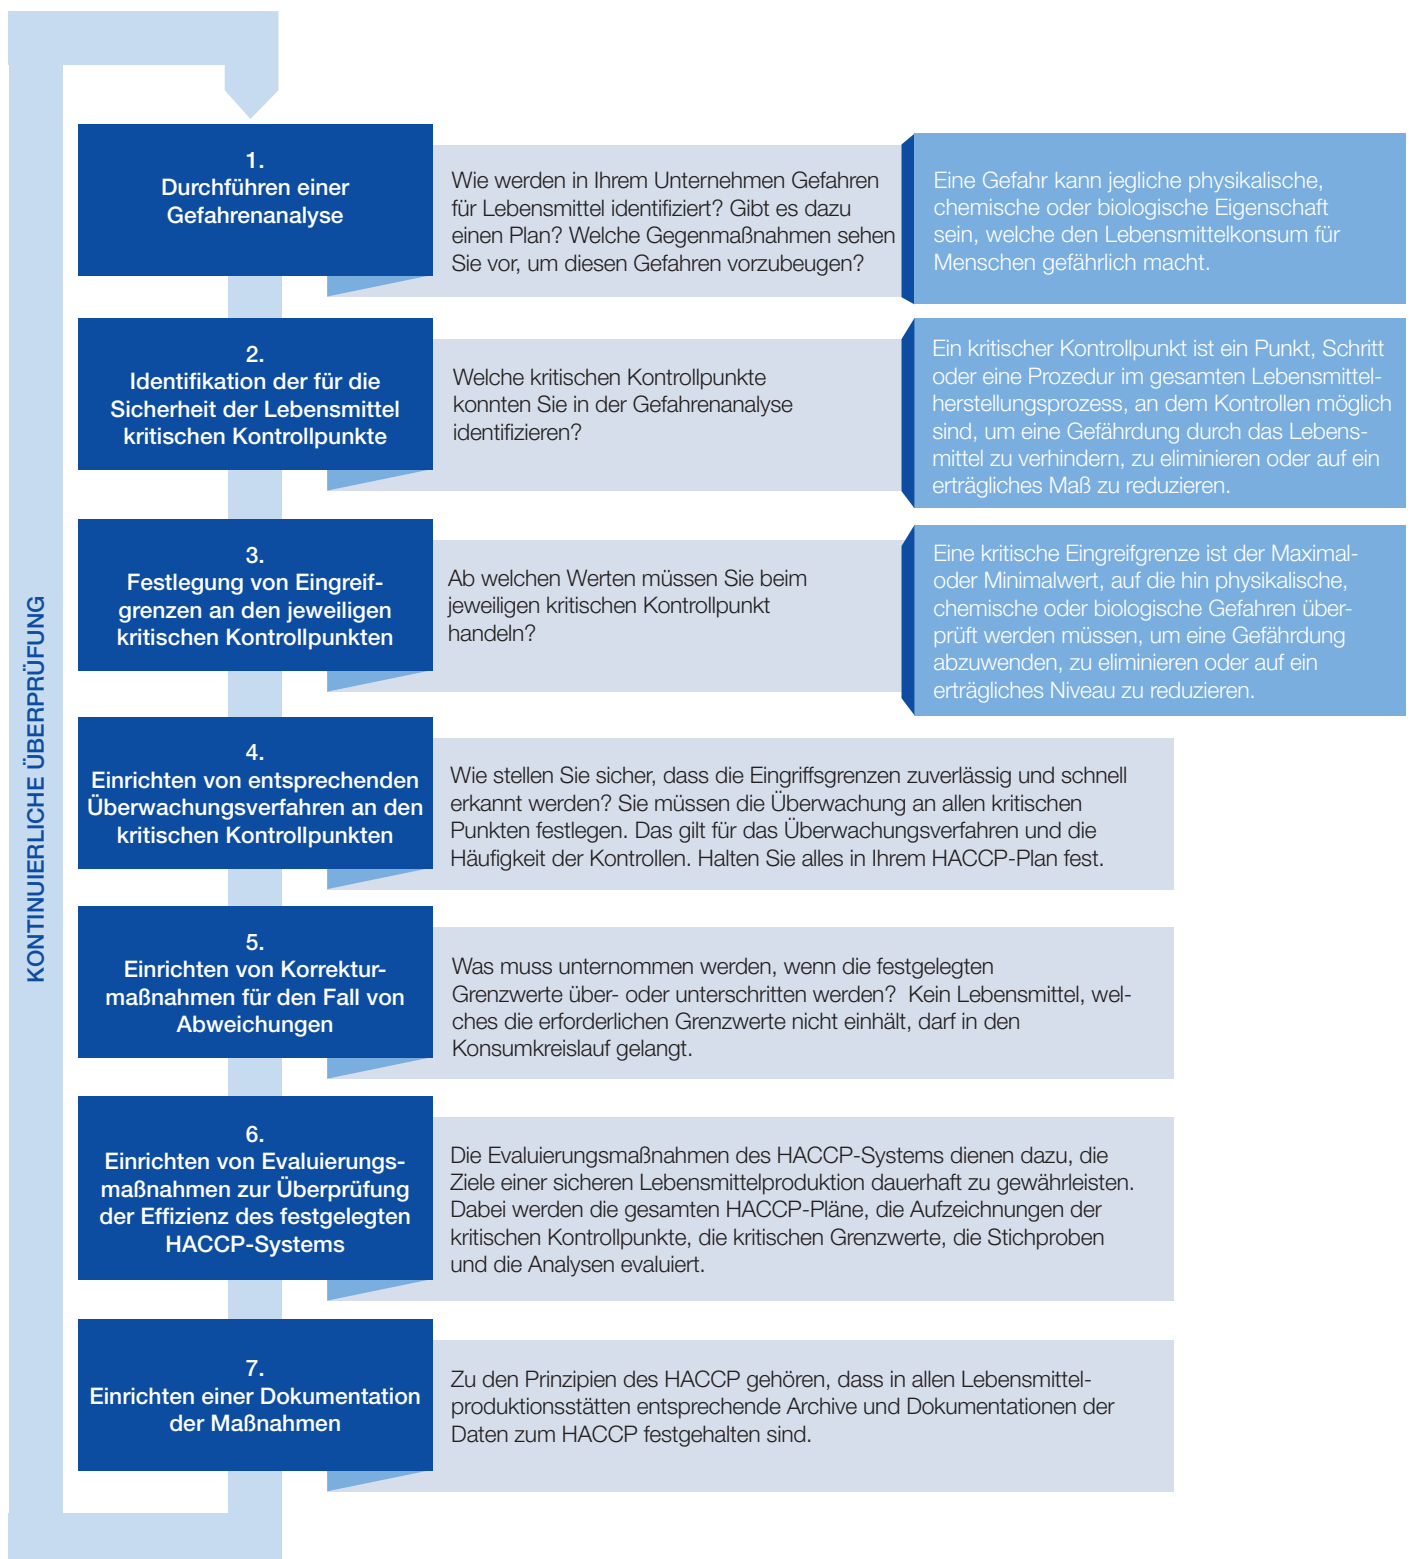 KONTINUIERLICHE ÜBERPRÜFUNG
1.
Durchführen einer
Gefahrenanalyse
Wie werden in Ihrem Unternehmen Gefahren
für Lebensmittel identifiziert? Gibt es dazu
einen Plan? Welche Gegenmaßnahmen sehen
Sie vor, um diesen Gefahren vorzubeugen?
Eine Gefahr kann jegliche physikalische,
chemische oder biologische Eigenschaft
sein, welche den Lebensmittelkonsum für
Menschen gefährlich macht.
2.
Identifikation der für die
Sicherheit der Lebensmittel
kritischen Kontrollpunkte
Welche kritischen Kontrollpunkte
konnten Sie in der Gefahrenanalyse
identifizieren?
Ein kritischer Kontrollpunkt ist ein Punkt, Schritt
oder eine Prozedur im gesamten Lebensmittel-
herstellungsprozess, an dem Kontrollen möglich
sind, um eine Gefährdung durch das Lebens-
mittel zu verhindern, zu eliminieren oder auf ein
erträgliches Maß zu reduzieren.
3.
Festlegung von Eingreif-
grenzen an den jeweiligen
kritischen Kontrollpunkten
Ab welchen Werten müssen Sie beim
jeweiligen kritischen Kontrollpunkt
handeln?
Eine kritische Eingreifgrenze ist der Maximal-
oder Minimalwert, auf die hin physikalische,
chemische oder biologische Gefahren über-
prüft werden müssen, um eine Gefährdung
abzuwenden, zu eliminieren oder auf ein
erträgliches Niveau zu reduzieren.
4.
Einrichten von entsprechenden
Überwachungsverfahren an den
kritischen Kontrollpunkten
Wie stellen Sie sicher, dass die Eingriffsgrenzen zuverlässig und schnell
erkannt werden? Sie müssen die Überwachung an allen kritischen
Punkten festlegen. Das gilt für das Überwachungsverfahren und die
Häufigkeit der Kontrollen. Halten Sie alles in Ihrem HACCP-Plan fest.
5.
Einrichten von Korrektur-
maßnahmen für den Fall von
Abweichungen
Was muss unternommen werden, wenn die festgelegten
Grenzwerte über- oder unterschritten werden?  Kein Lebensmittel, wel-
ches die erforderlichen Grenzwerte nicht einhält, darf in den
Konsumkreislauf gelangt.
6.
Einrichten von Evaluierungs-
maßnahmen zur Überprüfung
der Effizienz des festgelegten
HACCP-Systems
Die Evaluierungsmaßnahmen des HACCP-Systems dienen dazu, die
Ziele einer sicheren Lebensmittelproduktion dauerhaft zu gewährleisten.
Dabei werden die gesamten HACCP-Pläne, die Aufzeichnungen der
kritischen Kontrollpunkte, die kritischen Grenzwerte, die Stichproben
und die Analysen evaluiert.
7.
Einrichten einer Dokumentation
der Maßnahmen
Zu den Prinzipien des HACCP gehören, dass in allen Lebensmittel-
produktionsstätten entsprechende Archive und Dokumentationen der
Daten zum HACCP festgehalten sind.